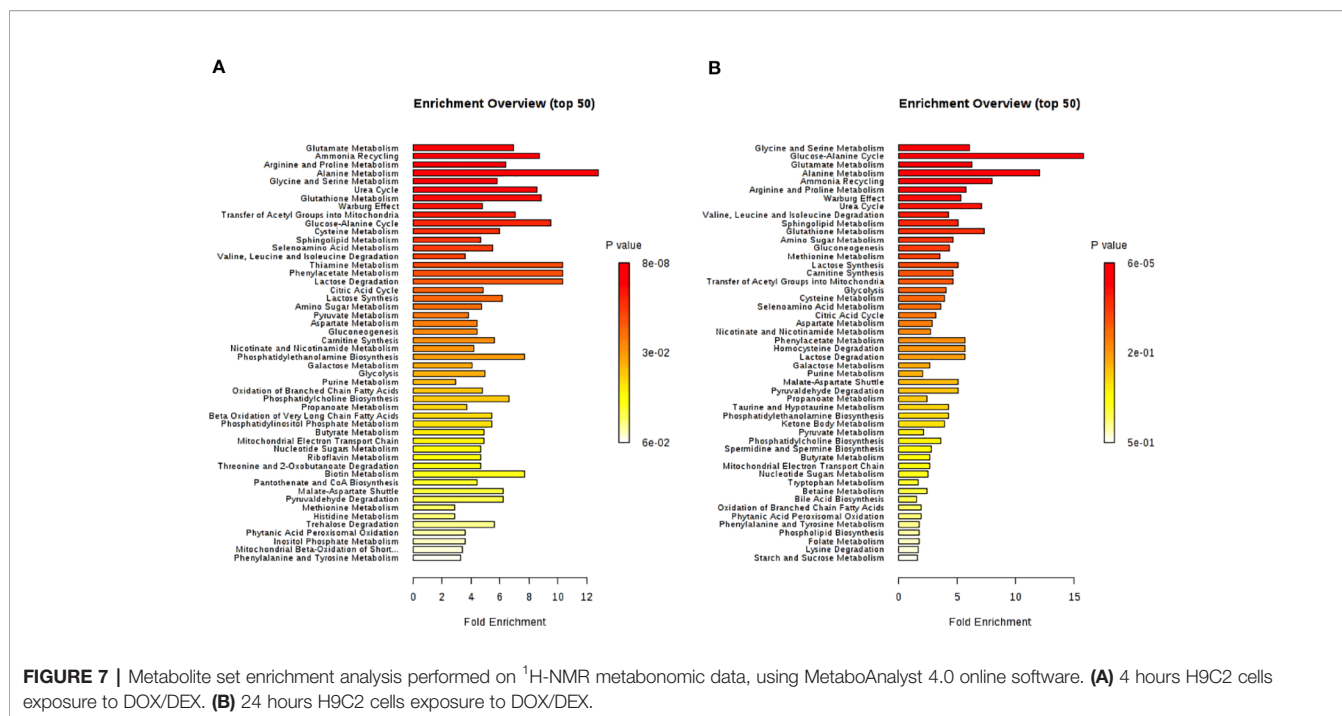 A
Enrichment Overview (top 50)
Glutamate Metabolism
Ammonia Recycling
Arginine and Proline Metabolism
Alanine Metabolism
Glycine and Serine Metabolism
Urea Cycle
Glutathione Metabolism
Warburg Effect
Transfer of Acetyl Groups into Mitochondria
Glucose-Alanine Cycle
Cysteine Metabolism
Sphingolipid Metabolism
Selenoamino Acid Metabolism
Valine, Leucine and Isoleucine Degradation
Thiamine Metabolism
Phenylacetate Metabolism
Lactose Degradation
Citric Acid Cycle
Lactose Synthesis
Amino Sugar Metabolism
Pyruvate Metabolism
Aspartate Metabolism
Gluconeogenesis
Carnitine Synthesis
Nicotinate and Nicotinamide Metabolism
Phosphatidylethanolamine Biosynthesis
Galactose Metabolism
Glycolysis
Purine Metabolism
Oxidation of Branched Chain Fatty Acids
Phosphatidylcholine Biosynthesis
Propanoate Metabolism
Beta Oxidation of Very Long Chain Fatty Acids
Phosphatidylinositol Phosphate Metabolism
Butyrate Metabolism
Mitochondrial Electron Transport Chain
Nucleotide Sugars Metabolism
Riboflavin Metabolism
Threonine and 2-Oxobutanoate Degradation
Biotin Metabolism
Pantothenate and CoA Biosynthesis
Malate-Aspartate Shuttle
Pyruvaldehyde Degradation
Methionine Metabolism
Histidine Metabolism
Trehalose Degradation
Phytanic Acid Peroxisomal Oxidation
Inositol Phosphate Metabolism
Mitochondrial Beta-Oxidation of Short...
Phenylalanine and Tyrosine Metabolism
0 2 4 6 8 10 12
Fold Enrichment
P value
8e-08
3e-02
6e-02
B
Enrichment Overview (top 50)
Glycine and Serine Metabolism
Glucose-Alanine Cycle
Glutamate Metabolism
Alanine Metabolism
Ammonia Recycling
Arginine and Proline Metabolism
Warburg Effect
Urea Cycle
Valine, Leucine and Isoleucine Degradation
Sphingolipid Metabolism
Glutathione Metabolism
Amino Sugar Metabolism
Gluconeogenesis
Methionine Metabolism
Lactose Synthesis
Carnitine Synthesis
Transfer of Acetyl Groups into Mitochondria
Glycolysis
Cysteine Metabolism
Selenoamino Acid Metabolism
Citric Acid Cycle
Aspartate Metabolism
Nicotinate and Nicotinamide Metabolism
Phenylacetate Metabolism
Homocysteine Degradation
Lactose Degradation
Galactose Metabolism
Purine Metabolism
Malate-Aspartate Shuttle
Pyruvaldehyde Degradation
Propanoate Metabolism
Taurine and Hypotaurine Metabolism
Phosphatidylethanolamine Biosynthesis
Ketone Body Metabolism
Pyruvate Metabolism
Phosphatidylcholine Biosynthesis
Spermidine and Spermine Biosynthesis
Butyrate Metabolism
Mitochondrial Electron Transport Chain
Nucleotide Sugars Metabolism
Tryptophan Metabolism
Betaine Metabolism
Bile Acid Biosynthesis
Oxidation of Branched Chain Fatty Acids
Phytanic Acid Peroxisomal Oxidation
Phenylalanine and Tyrosine Metabolism
Phospholipid Biosynthesis
Folate Metabolism
Lysine Degradation
Starch and Sucrose Metabolism
0 5 10 15
Fold Enrichment
P value
6e-05
2e-01
5e-01
FIGURE 7 | Metabolite set enrichment analysis performed on ¹H-NMR metabonomic data, using MetaboAnalyst 4.0 online software. (A) 4 hours H9C2 cells
exposure to DOX/DEX. (B) 24 hours H9C2 cells exposure to DOX/DEX.